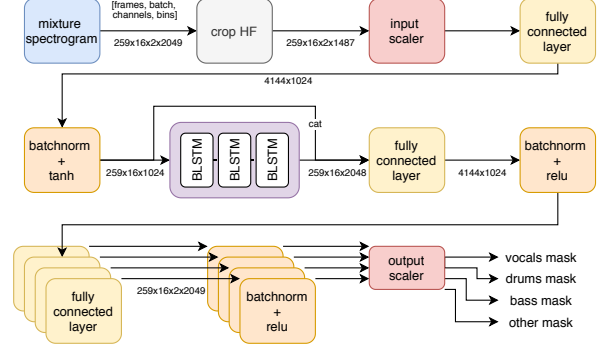 [frames, batch,
channels, bins]
mixture
spectrogram
259x16x2x2049
crop HF
259x16x2x1487
input
scaler
fully
connected
layer
4144x1024
batchnorm
+
tanh
259x16x1024
BLSTM
BLSTM
BLSTM
cat
259x16x2048
fully
connected
layer
4144x1024
batchnorm
+
relu
fully
connected
layer
259x16x2x2049
batchnorm
+
relu
output
scaler
vocals mask
drums mask
bass mask
other mask